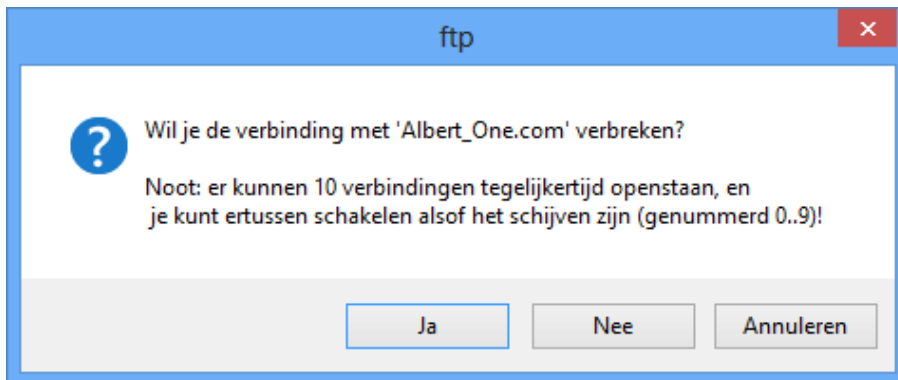 ftp
Wil je de verbinding met 'Albert_One.com' verbreken?
Noot: er kunnen 10 verbindingen tegelijkertijd openstaan, en
je kunt ertussen schakelen alsof het schijven zijn (genummerd 0..9)!
Ja
Nee
Annuleren